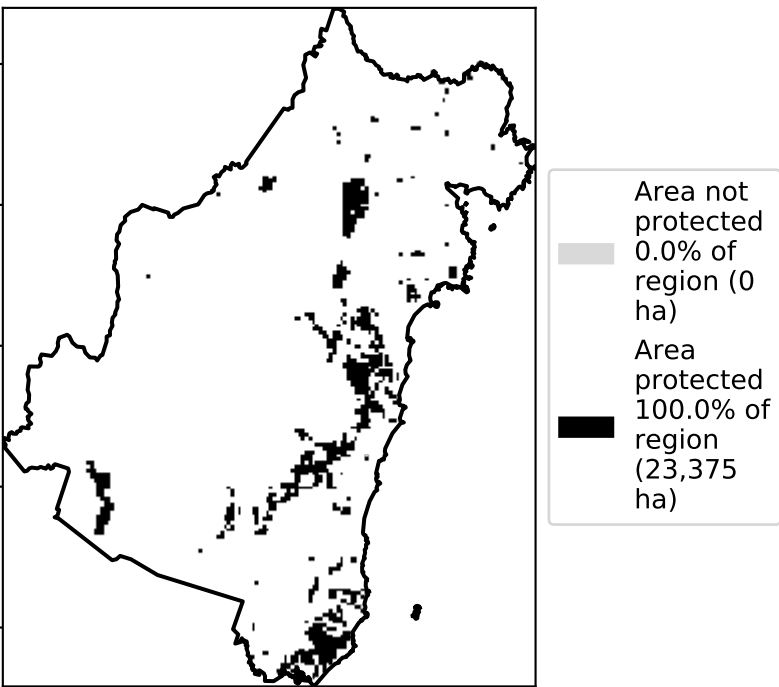 Area not
protected
0.0% of
region (0
ha)
Area
protected
100.0% of
region
(23,375
ha)